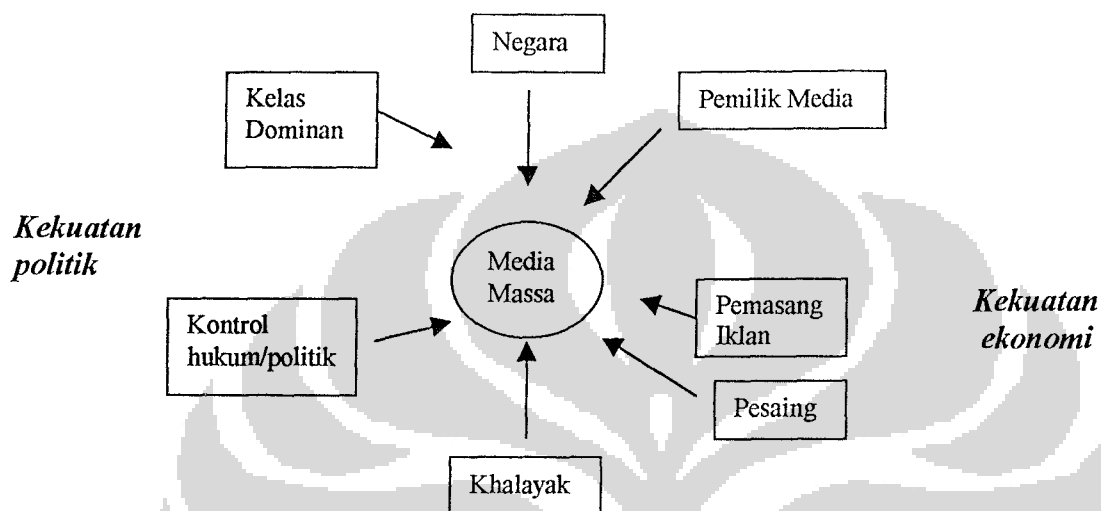 Negara
Kelas
Dominan
Pemilik Media
Kekuatan
politik
Media
Massa
Kontrol
hukum/politik
Pemasang
Iklan
Kekuatan
ekonomi
Pesaing
Khalayak